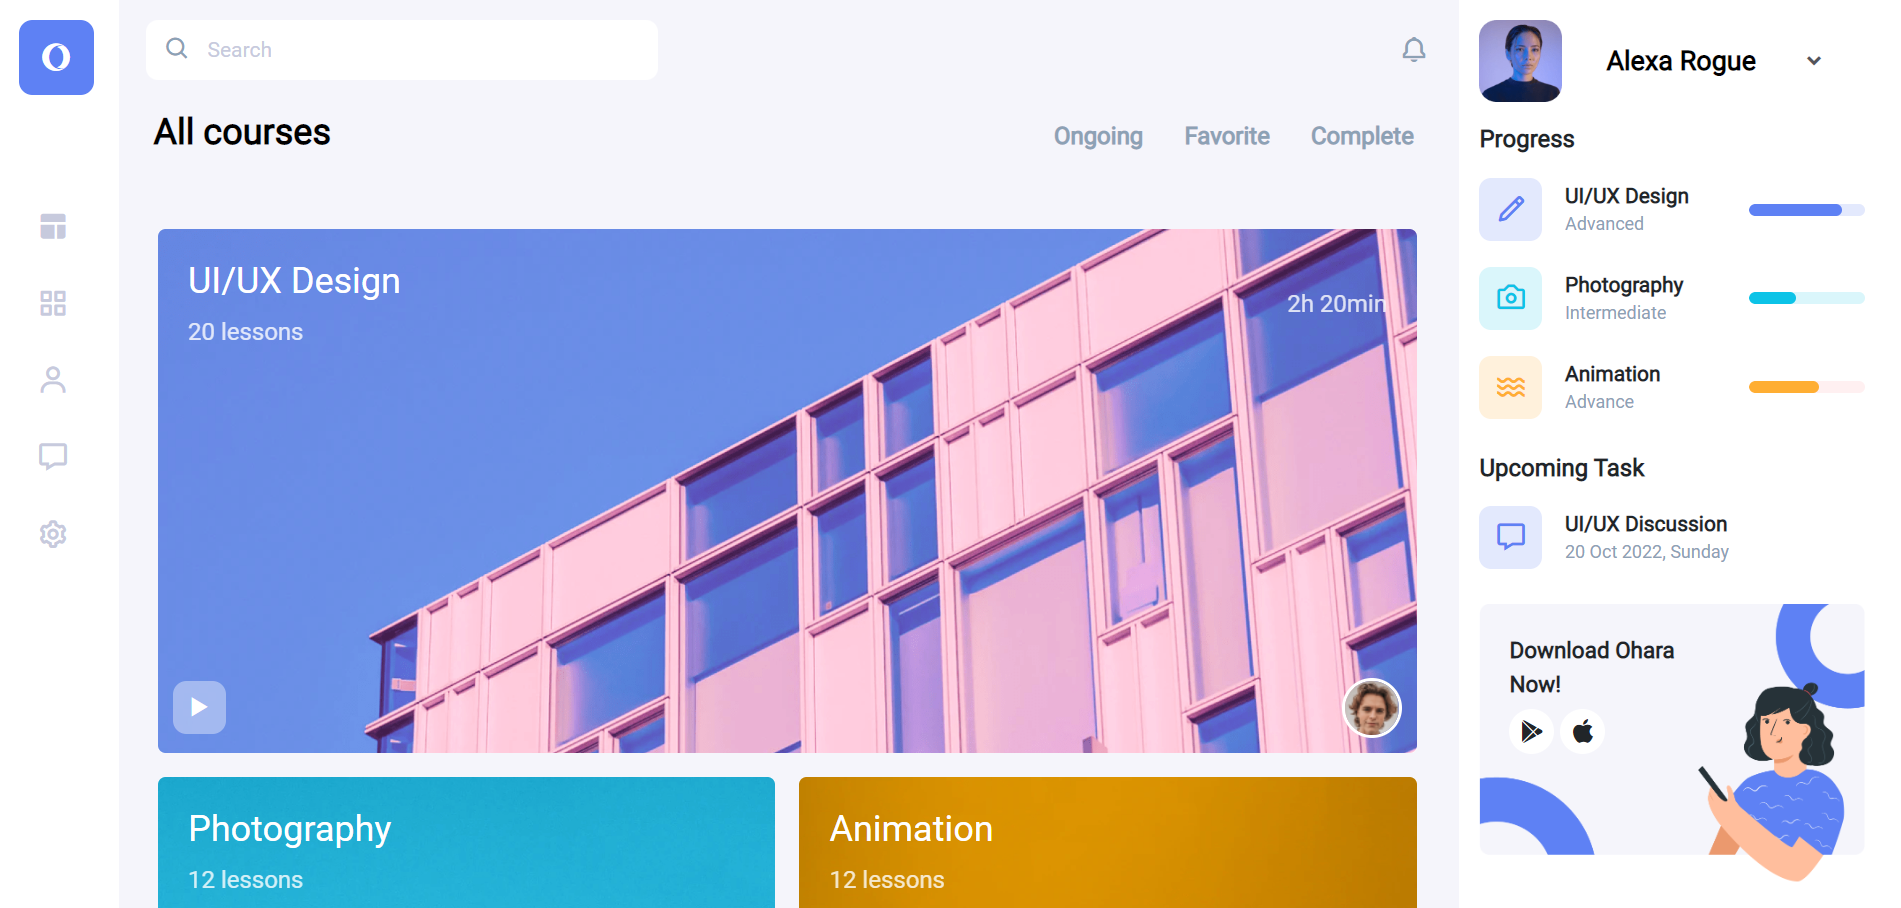 Search
All courses
Ongoing
Favorite
Complete
UI/UX Design
20 lessons
2h 20min
Photography
12 lessons
Animation
12 lessons
Alexa Rogue
Progress
UI/UX Design
Advanced
Photography
Intermediate
Animation
Advance
Upcoming Task
UI/UX Discussion
20 Oct 2022, Sunday
Download Ohara
Now!